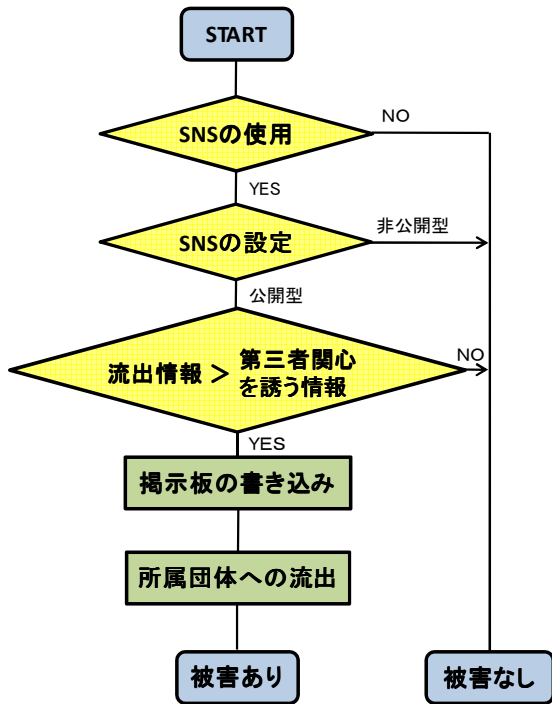 START
SNSの使用
NO
YES
SNSの設定
非公開型
公開型
流出情報 > 第三者関心
を誘う情報
NO
YES
掲示板の書き込み
所属団体への流出
被害あり
被害なし